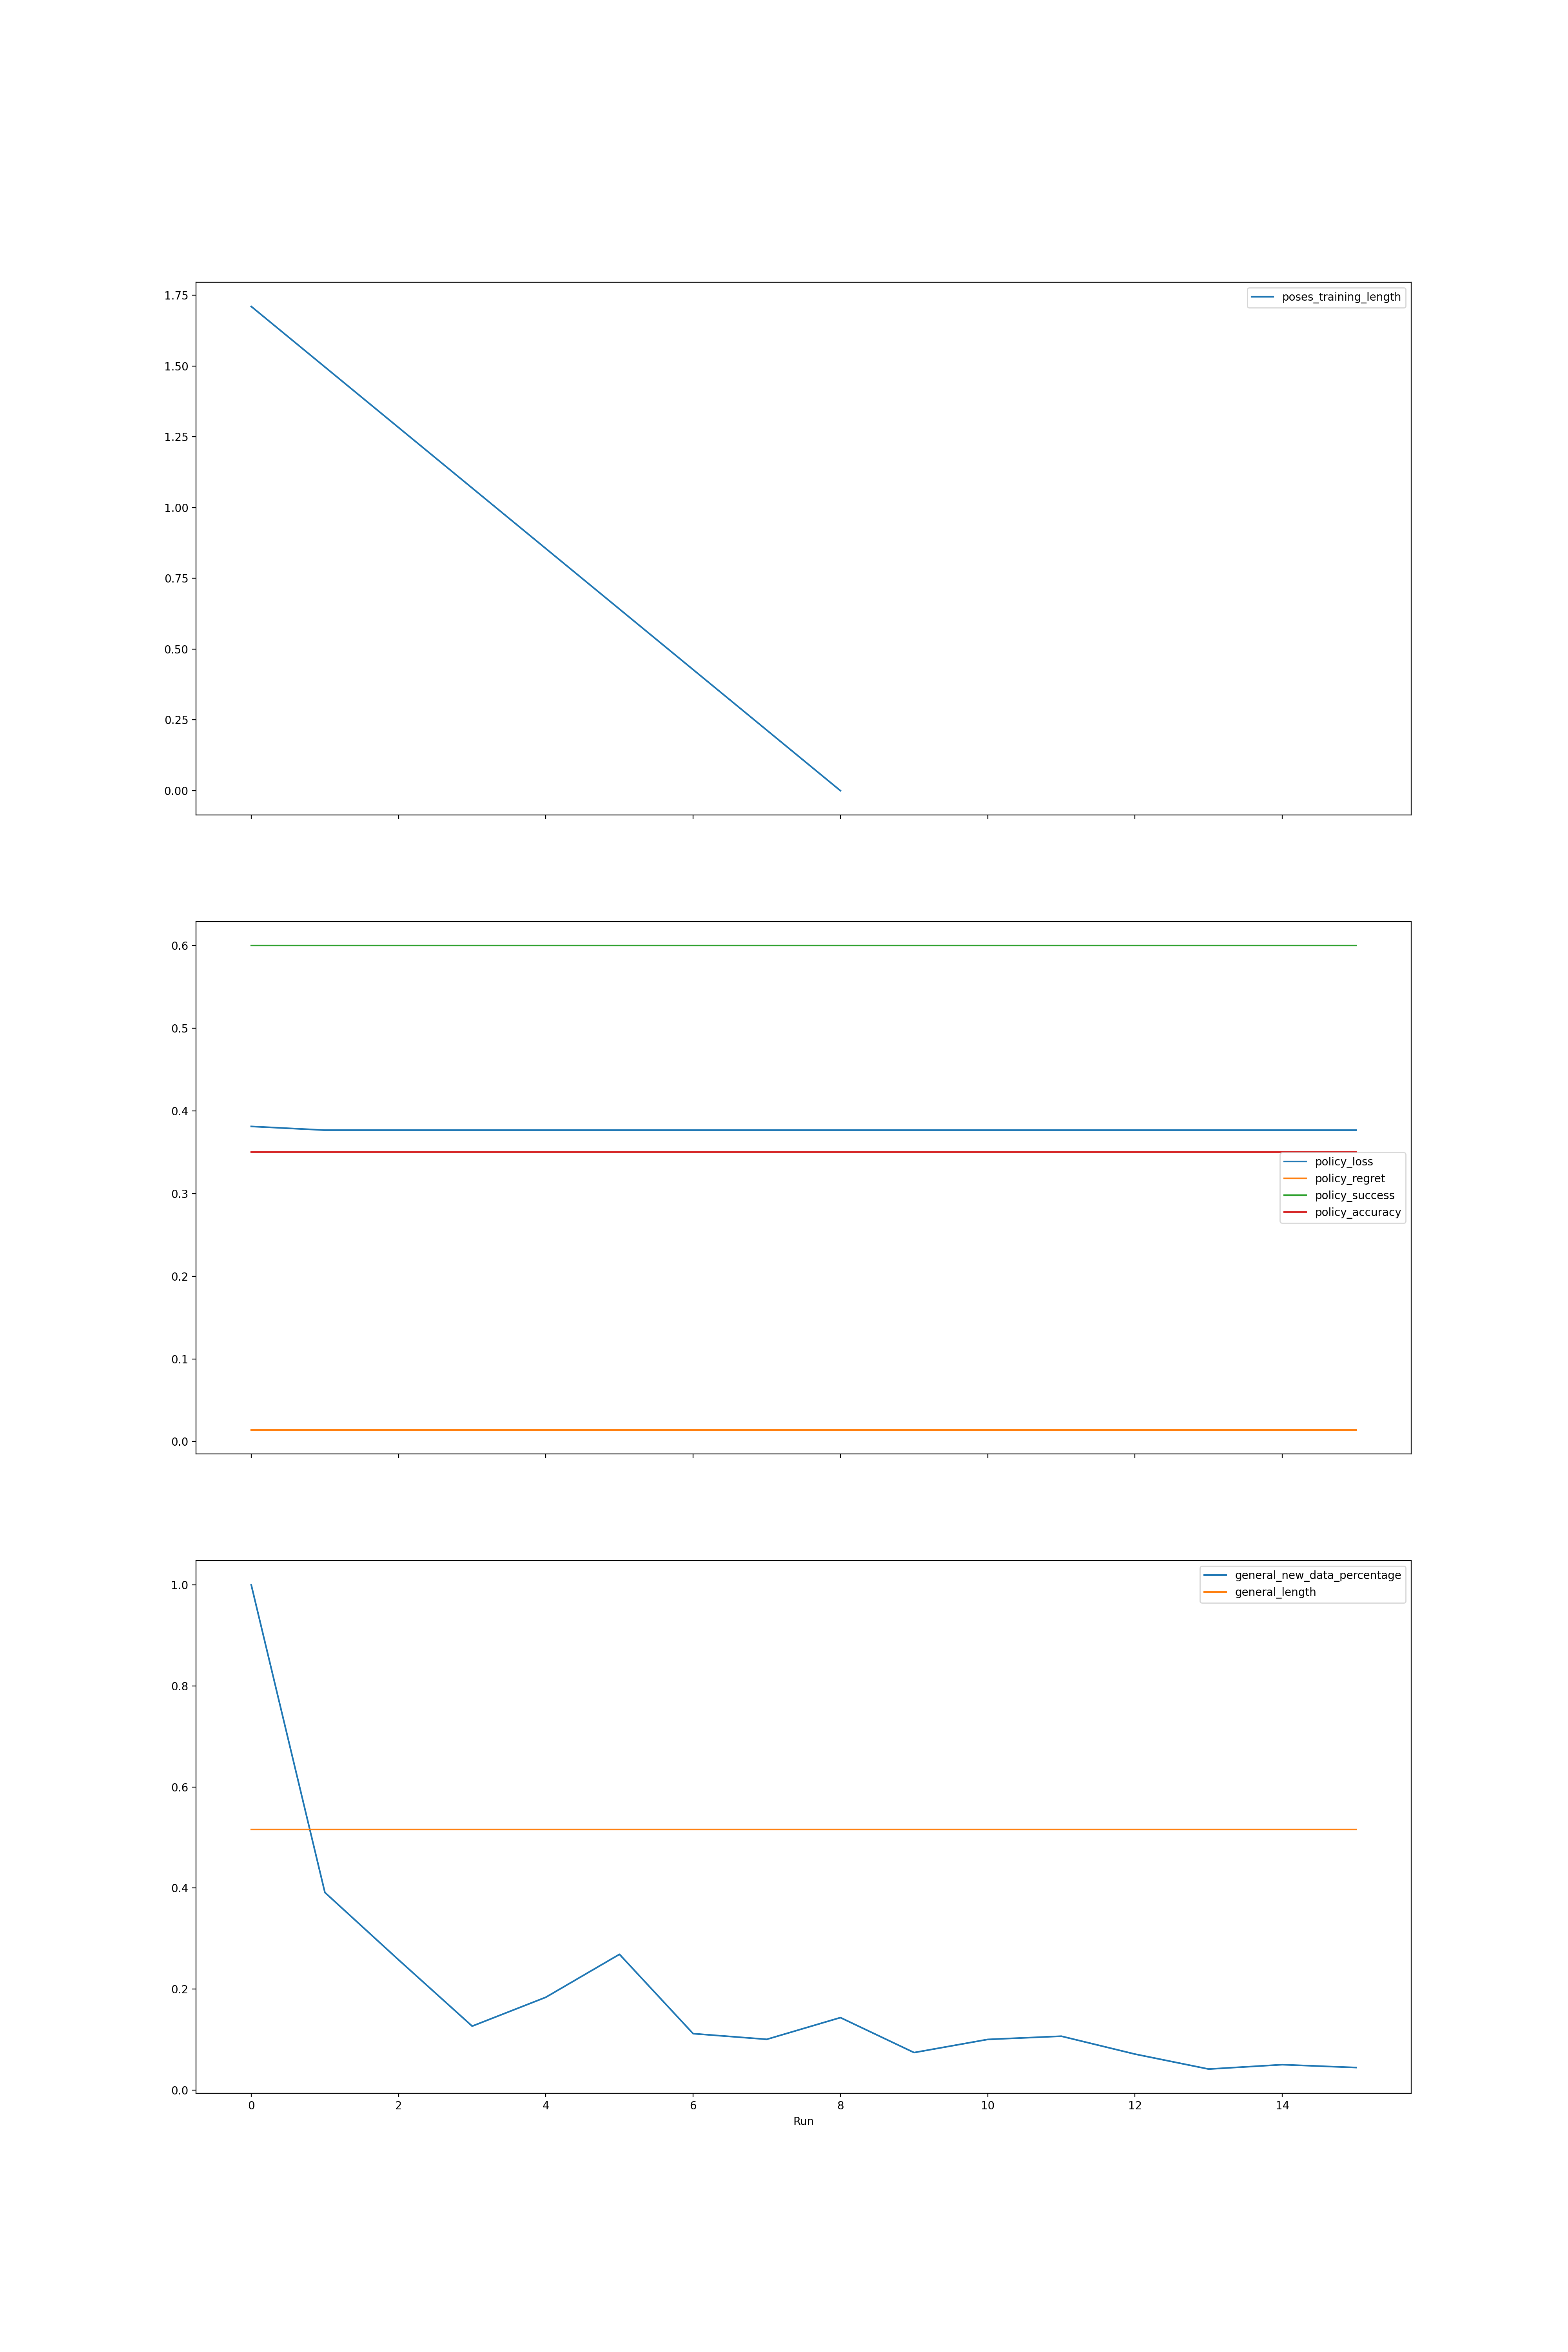 poses_training_length
1.75
1.50
1.25
1.00
0.75
0.50
0.25
0.00
0.6
0.5
0.4
0.3
0.2
0.1
0.0
policy_loss
policy_regret
policy_success
policy_accuracy
general_new_data_percentage
general_length
1.0
0.8
0.6
0.4
0.2
0.0
0 2 4 6 8 10 12 14
Run